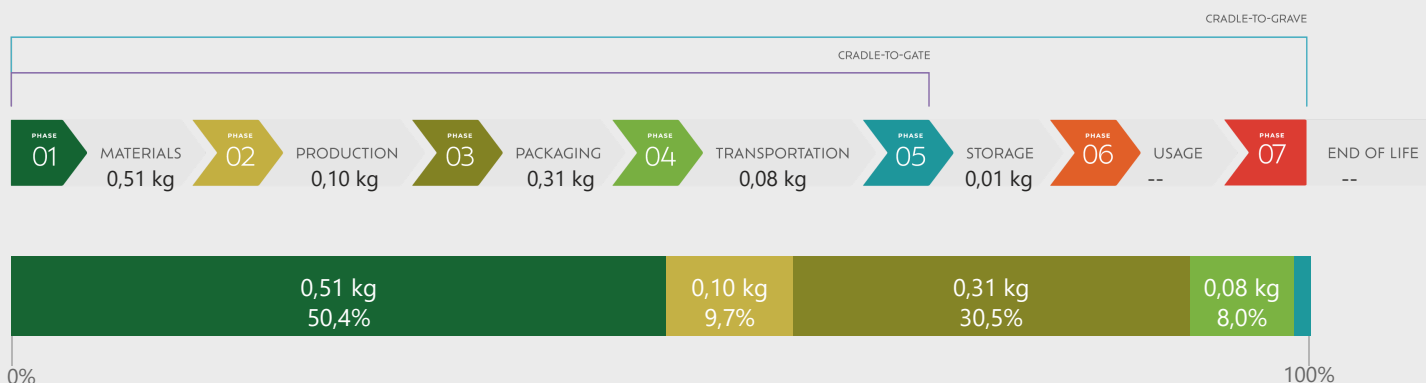 CRADLE-TO-GRAVE
CRADLE-TO-GATE
PHASE
01
MATERIALS
0,51 kg
PHASE
02
PRODUCTION
0,10 kg
PHASE
03
PACKAGING
0,31 kg
PHASE
04
TRANSPORTATION
0,08 kg
PHASE
05
STORAGE
0,01 kg
PHASE
06
USAGE
--
PHASE
07
END OF LIFE
--
0,51 kg
50,4%
0,10 kg
9,7%
0,31 kg
30,5%
0,08 kg
8,0%
0%
100%